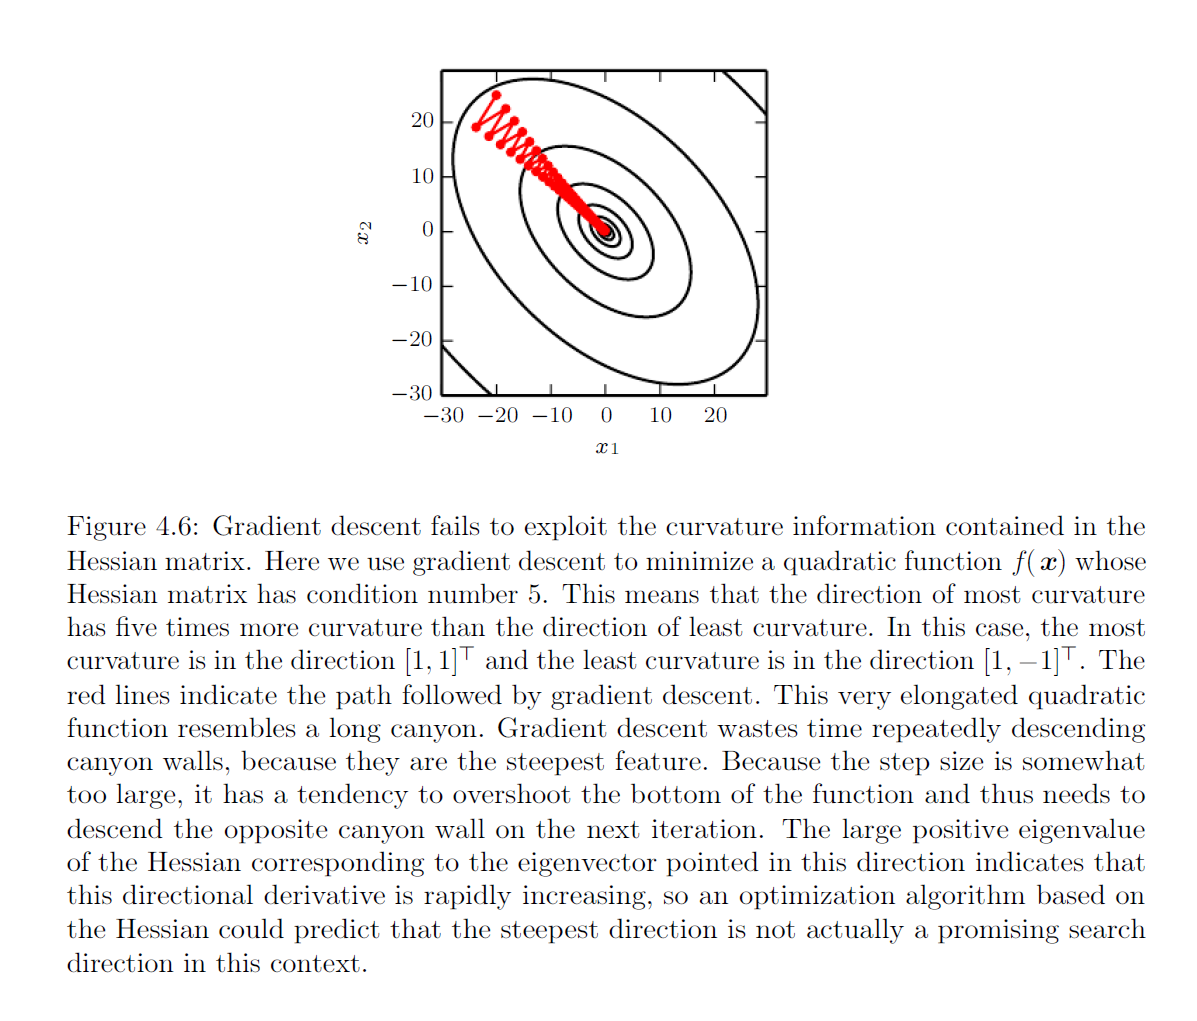 20
10
0
−10
−20
−30
x2
−30 −20 −10 0 10 20
x1
Figure 4.6: Gradient descent fails to exploit the curvature information contained in the
Hessian matrix. Here we use gradient descent to minimize a quadratic function f(x) whose
Hessian matrix has condition number 5. This means that the direction of most curvature
has five times more curvature than the direction of least curvature. In this case, the most
curvature is in the direction [1, 1]⊤ and the least curvature is in the direction [1, −1]⊤. The
red lines indicate the path followed by gradient descent. This very elongated quadratic
function resembles a long canyon. Gradient descent wastes time repeatedly descending
canyon walls, because they are the steepest feature. Because the step size is somewhat
too large, it has a tendency to overshoot the bottom of the function and thus needs to
descend the opposite canyon wall on the next iteration. The large positive eigenvalue
of the Hessian corresponding to the eigenvector pointed in this direction indicates that
this directional derivative is rapidly increasing, so an optimization algorithm based on
the Hessian could predict that the steepest direction is not actually a promising search
direction in this context.